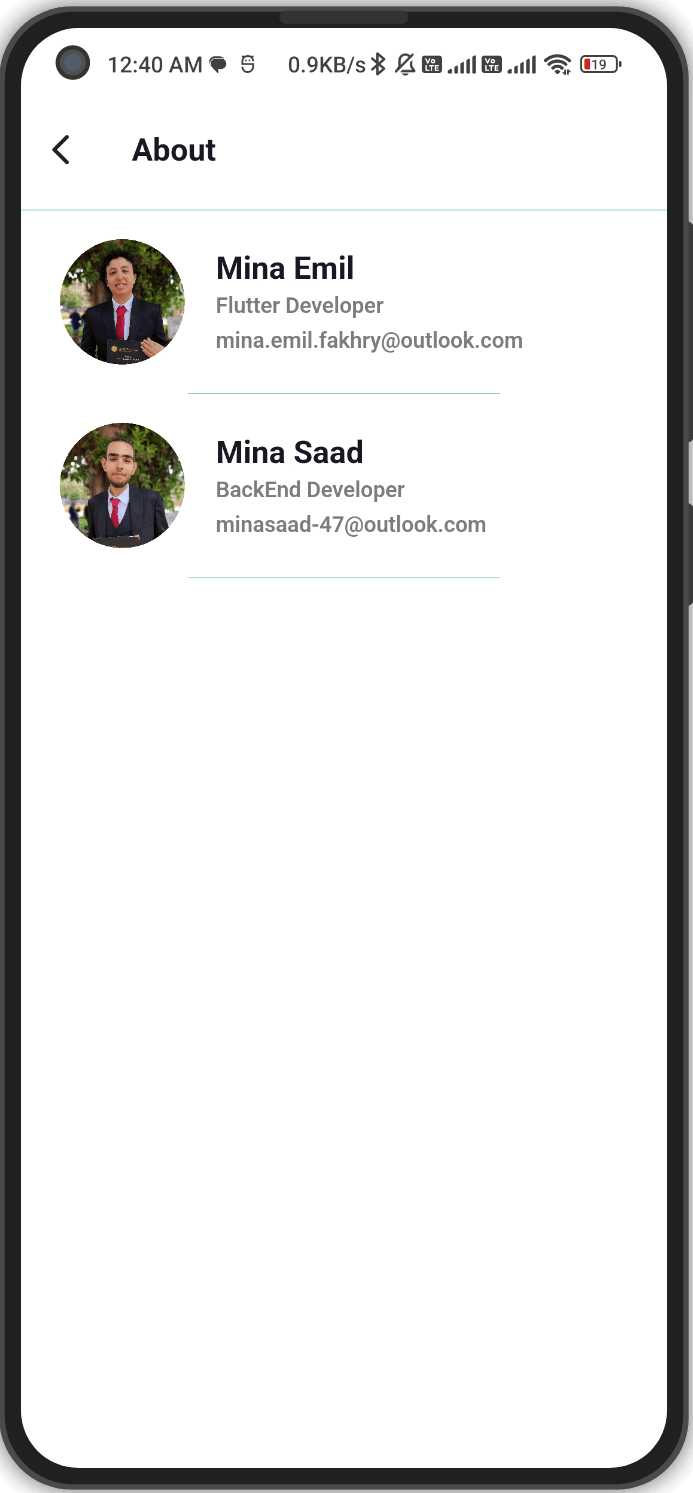 12:40 AM 0.9KB/s Vo LTE Vo LTE 19
About
Mina Emil
Flutter Developer
mina.emil.fakhry@outlook.com
Mina Saad
BackEnd Developer
minasaad-47@outlook.com